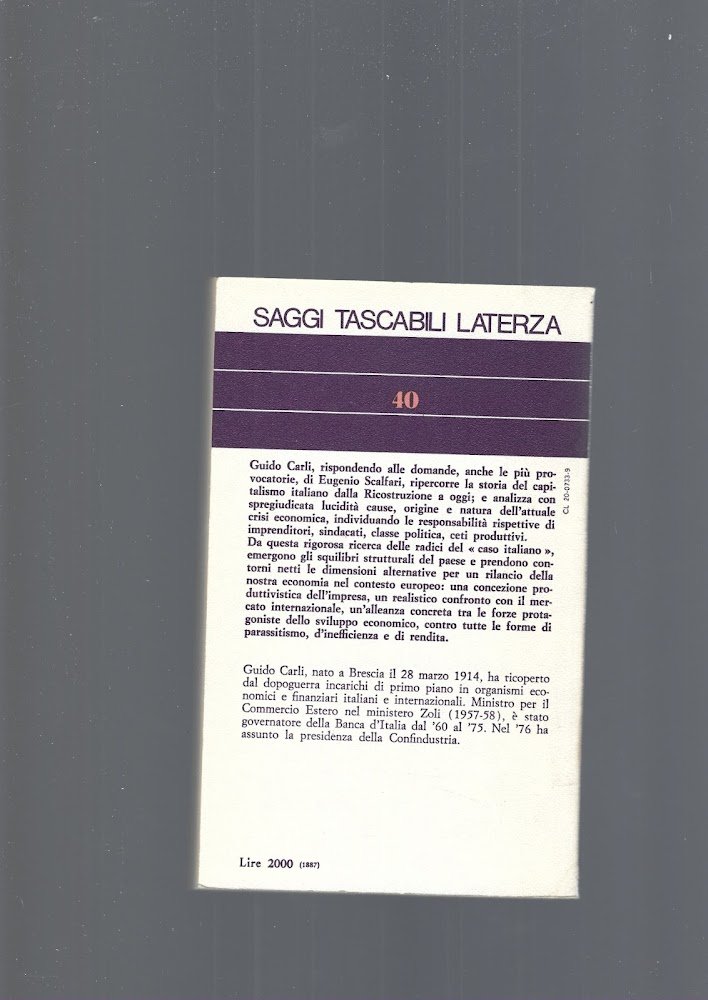 SAGGI TASCABILI LATERZA
40
Guido Carli, rispondendo alle domande, anche le più pro-
vocatorie, di Eugenio Scalfari, ripercorre la storia del capi-
talismo italiano dalla Ricostruzione a oggi; e analizza con
spregiudicata lucidità cause, origine e natura dell'attuale
crisi economica, individuando le responsabilità rispettive di
imprenditori, sindacati, classe politica, ceti produttivi.
Da questa rigorosa ricerca delle radici del « caso italiano »,
emergono gli squilibri strutturali del paese e prendono con-
torni netti le dimensioni alternative per un rilancio della
nostra economia nel contesto europeo: una concezione pro-
duttivistica dell'impresa, un realistico confronto con il mer-
cato internazionale, un'alleanza concreta tra le forze prota-
goniste dello sviluppo economico, contro tutte le forme di
parassitismo, d'inefficienza e di rendita.
CL 20-0733-9
Guido Carli, nato a Brescia il 28 marzo 1914, ha ricoperto
dal dopoguerra incarichi di primo piano in organismi eco-
nomici e finanziari italiani e internazionali. Ministro per il
Commercio Estero nel ministero Zoli (1957-58), è stato
governatore della Banca d'Italia dal '60 al '75. Nel '76 ha
assunto la presidenza della Confindustria.
Lire 2000 (1887)